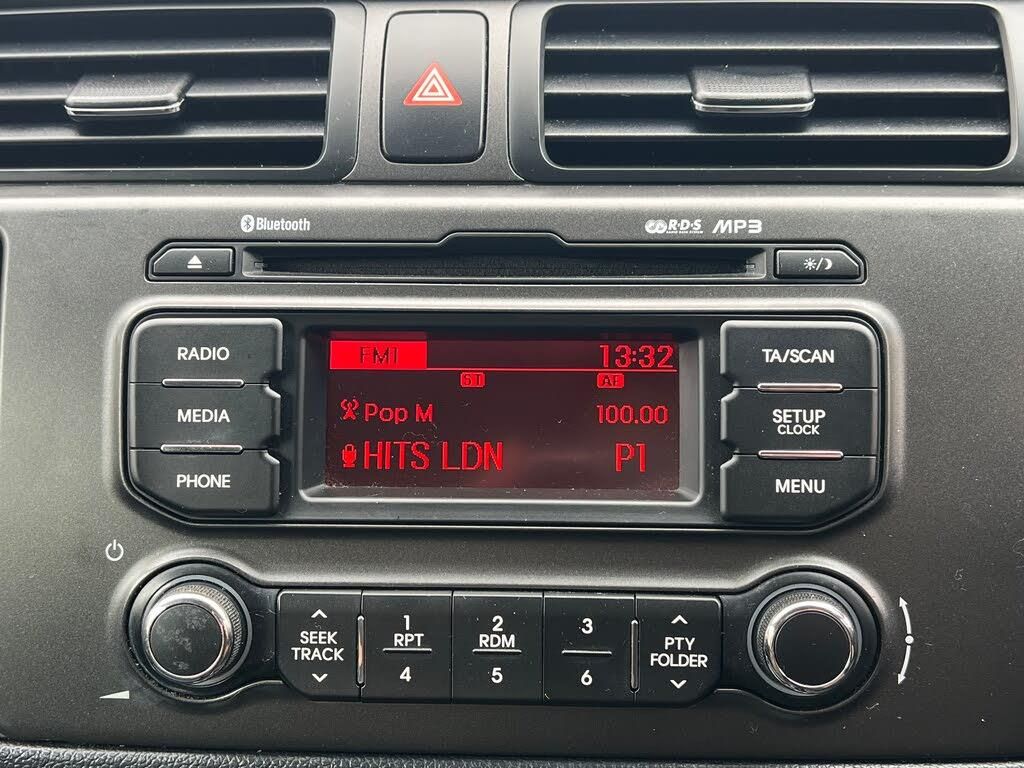 Bluetooth
R·D·S MP3
RADIO
MEDIA
PHONE
FM1
13:32
ST
AF
Pop M
100.00
HITS LDN
P1
TA/SCAN
SETUP
CLOCK
MENU
SEEK
TRACK
1
RPT
4
2
RDM
5
3
6
PTY
FOLDER